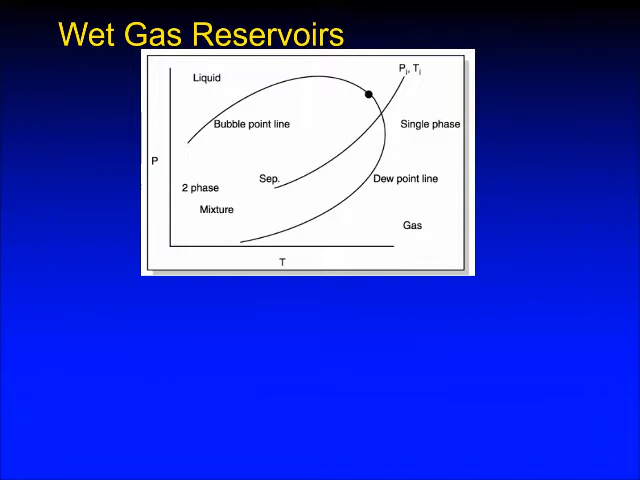 Wet Gas Reservoirs
Pi, Ti
Liquid
Bubble point line
Single phase
P
Sep.
Dew point line
2 phase
Mixture
Gas
T